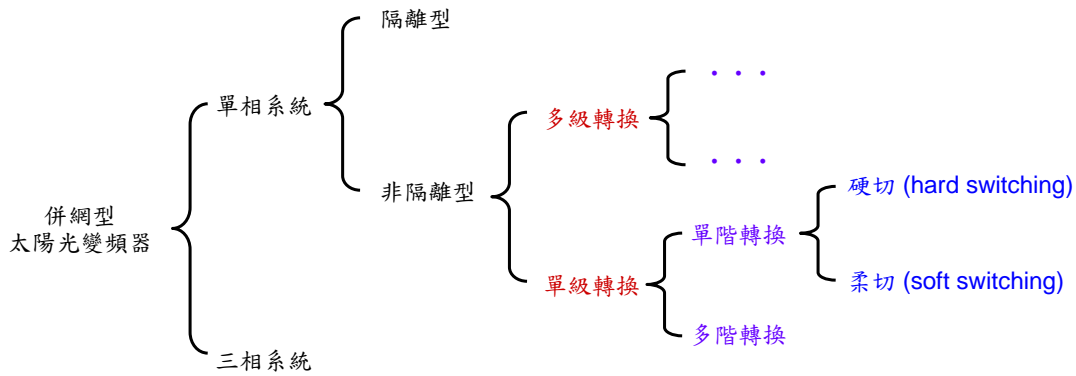 隔離型
・・・
單相系統
多級轉換
・・・
非隔離型
硬切 (hard switching)
併網型
太陽光變頻器
單階轉換
單級轉換
柔切 (soft switching)
多階轉換
三相系統